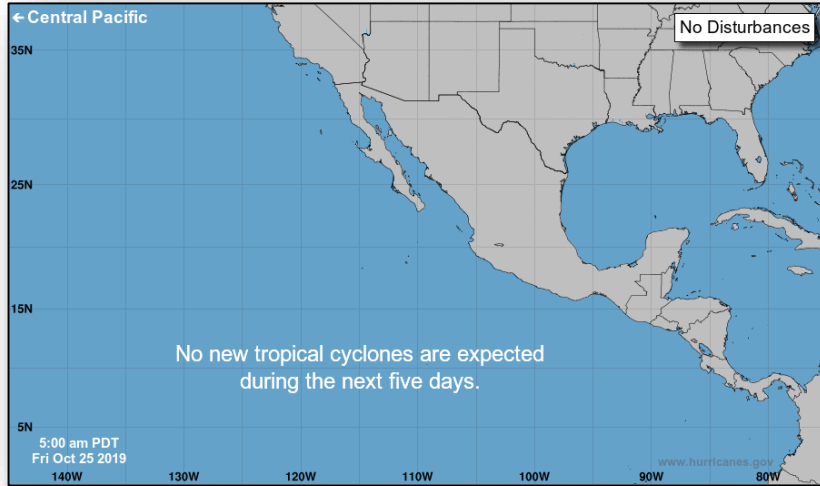 ← Central Pacific
No Disturbances
35N
25N
15N
No new tropical cyclones are expected
during the next five days.
5N
5:00 am PDT
Fri Oct 25 2019
www.hurricanes.gov
140W 130W 120W 110W 100W 90W 80W